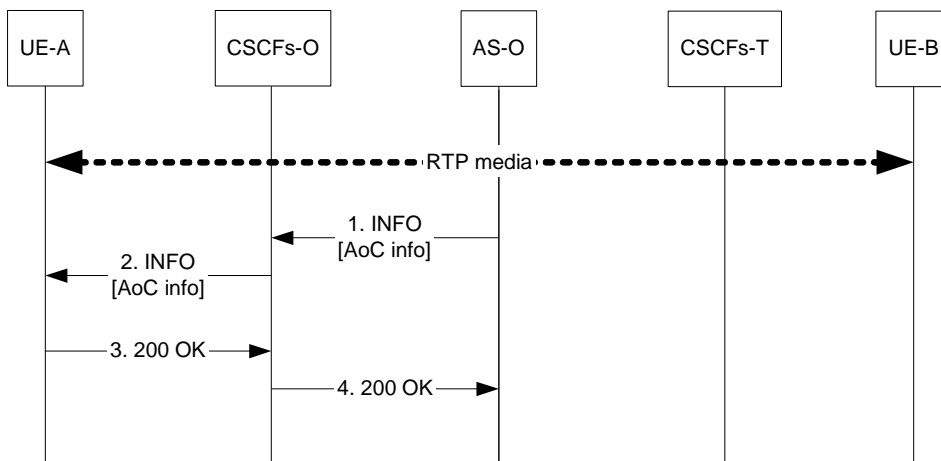 UE-A
CSCFs-O
AS-O
CSCFs-T
UE-B
RTP media
1. INFO
[AoC info]
2. INFO
[AoC info]
3. 200 OK
4. 200 OK